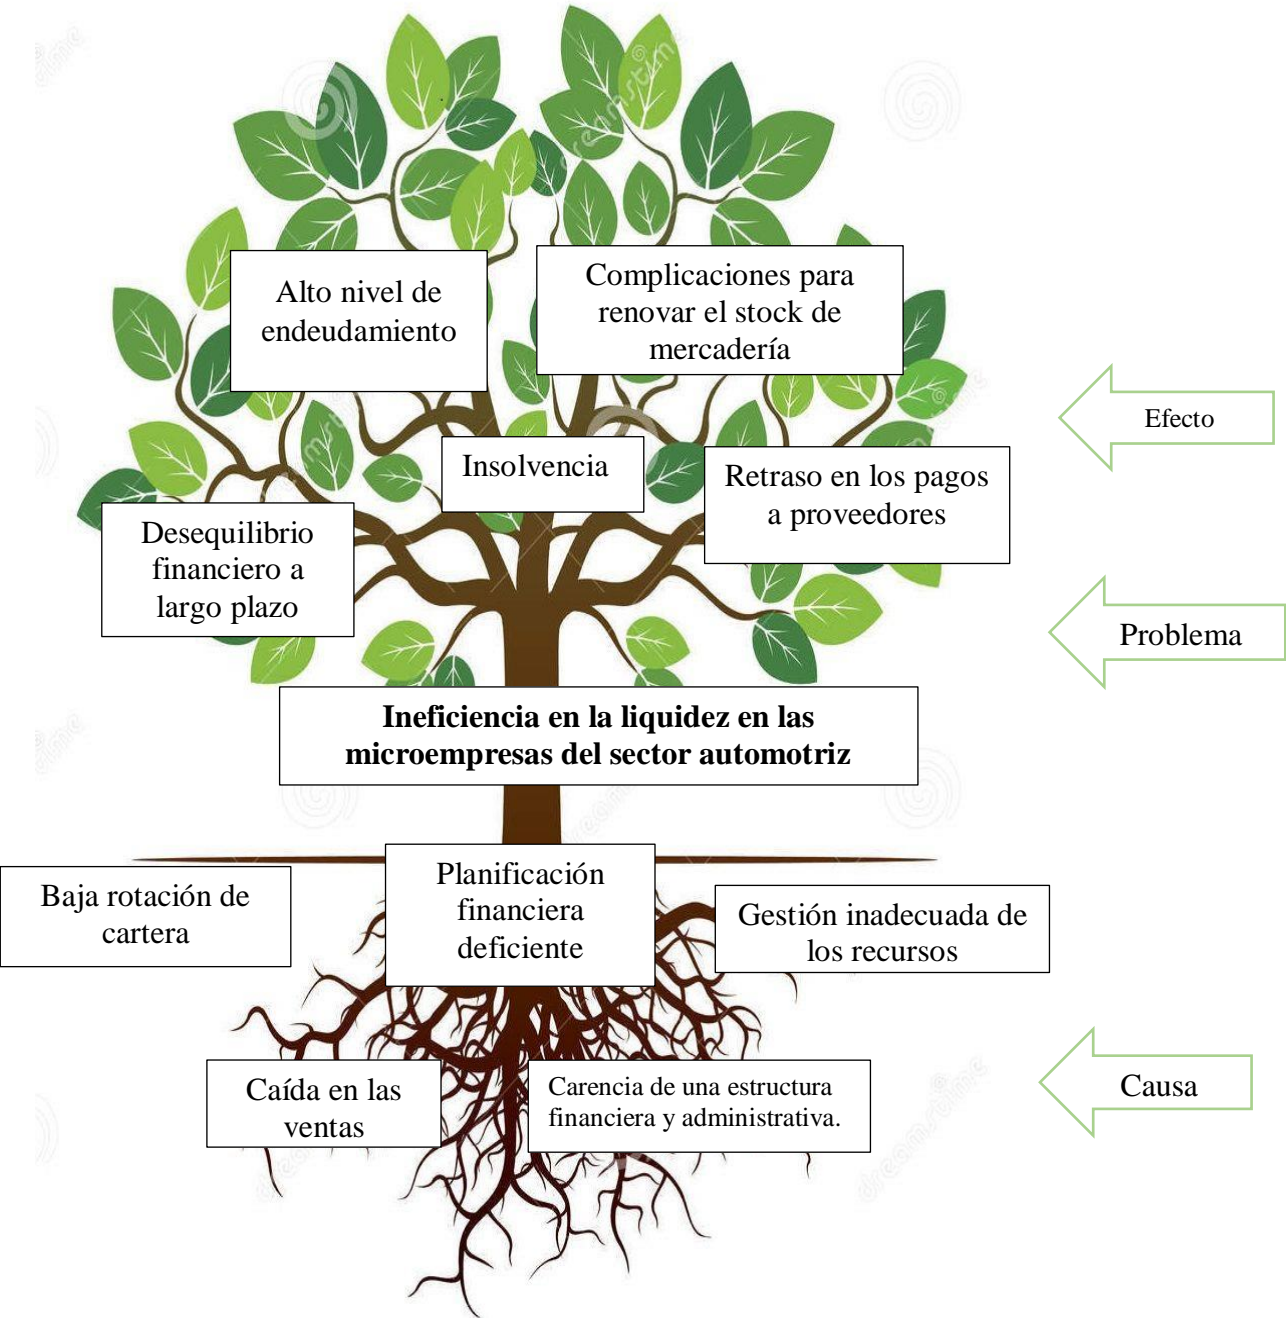 Alto nivel de
endeudamiento
Complicaciones para
renovar el stock de
mercadería
Efecto
Insolvencia
Retraso en los pagos
a proveedores
Desequilibrio
financiero a
largo plazo
Problema
Ineficiencia en la liquidez en las
microempresas del sector automotriz
Baja rotación de
cartera
Planificación
financiera
deficiente
Gestión inadecuada de
los recursos
Caída en las
ventas
Carencia de una estructura
financiera y administrativa.
Causa
dreamstime